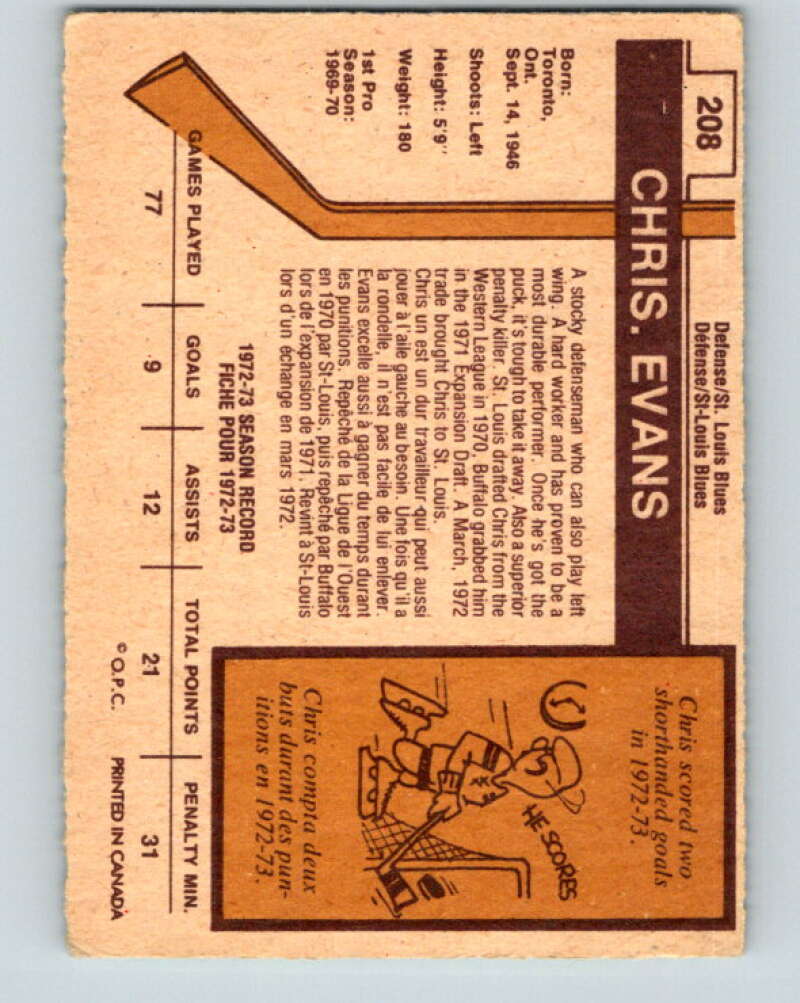 208
Defense/St. Louis Blues
Défense/St-Louis Blues
CHRIS. EVANS
Born:
Toronto,
Ont.
Sept. 14, 1946
Shoots: Left
Height: 5'9"
Weight: 180
1st Pro
Season:
1969-70
A stocky defenseman who can also play left
wing. A hard worker and has proven to be a
most durable performer. Once he's got the
puck, it's tough to take it away. Also a superior
penalty killer. St. Louis drafted Chris from the
Western League in 1970, Buffalo grabbed him
in the 1971 Expansion Draft. A March, 1972
trade brought Chris to St. Louis.
Chris un est un dur travailleur qui peut aussi
jouer à l'aile gauche au besoin. Une fois qu'il a
la rondelle, il n'est pas facile de lui enlever.
Evans excelle aussi à gagner du temps durant
les punitions. Repêché de la Ligue de l'Ouest
en 1970 par St-Louis, puis repêché par Buffalo
lors de l'expansion de 1971. Revint à St-Louis
lors d'un échange en mars 1972.
Chris scored two
shorthanded goals
in 1972-73.
HE SCORES
Chris compta deux
buts durant des pun-
itions en 1972-73.
1972-73 SEASON RECORD
FICHE POUR 1972-73
GAMES PLAYED GOALS ASSISTS TOTAL POINTS PENALTY MIN.
77 9 12 21 31
© O.P.C. PRINTED IN CANADA